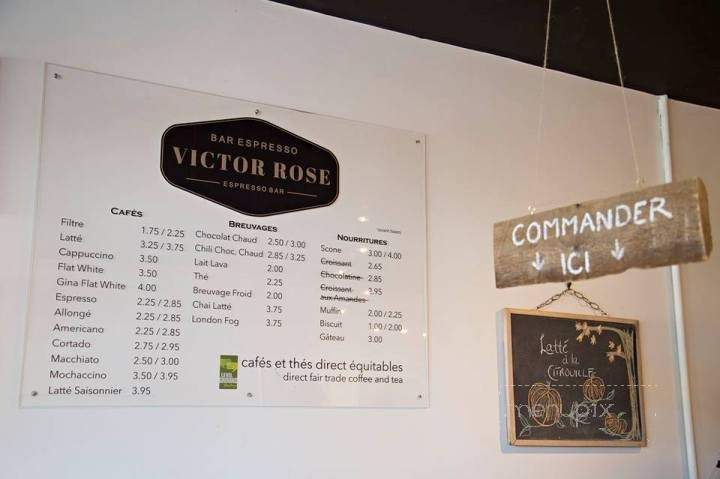 BAR ESPRESSO
VICTOR ROSE
ESPRESSO BAR
CAFÉS
Filtre 1.75 / 2.25
Latté 3.25 / 3.75
Cappuccino 3.50
Flat White 3.50
Gina Flat White 4.00
Espresso 2.25 / 2.85
Allongé 2.25 / 2.85
Americano 2.25 / 2.85
Cortado 2.75 / 2.95
Macchiato 2.50 / 3.00
Mochaccino 3.50 / 3.95
Latté Saisonnier 3.95
BREUVAGES
Chocolat Chaud 2.50 / 3.00
Chili Choc. Chaud 2.85 / 3.25
Lait Lava 2.00
Thé 2.25
Breuvage Froid 2.00
Chai Latté 3.75
London Fog 3.75
NOURRITURES
Scone 3.00 / 4.00
Croissant 2.65
Chocolatine 2.85
Croissant 2.95
aux Amandes
Muffin 2.00 / 2.25
Biscuit 1.00 / 2.00
Gâteau 3.00
cafés et thés direct équitables
direct fair trade coffee and tea
COMMANDER
ICI
Latté
à la
CITROUILLE
menupix